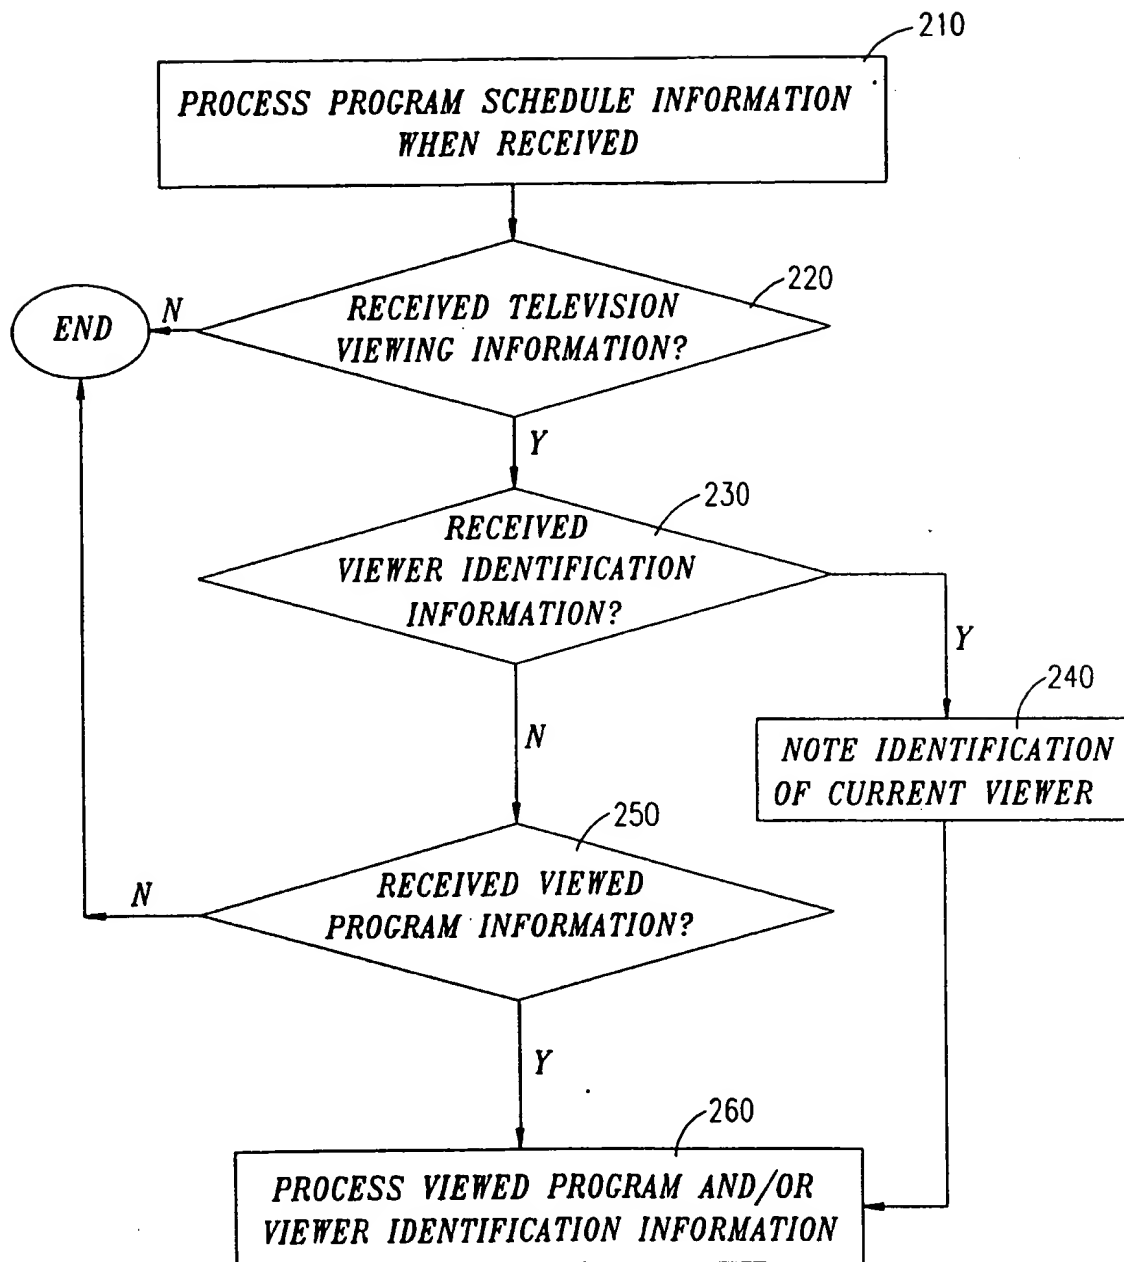 210
PROCESS PROGRAM SCHEDULE INFORMATION
WHEN RECEIVED
220
RECEIVED TELEVISION
VIEWING INFORMATION?
N
END
Y
230
RECEIVED
VIEWER IDENTIFICATION
INFORMATION?
Y
240
NOTE IDENTIFICATION
OF CURRENT VIEWER
N
250
RECEIVED VIEWED
PROGRAM INFORMATION?
N
Y
260
PROCESS VIEWED PROGRAM AND/OR
VIEWER IDENTIFICATION INFORMATION